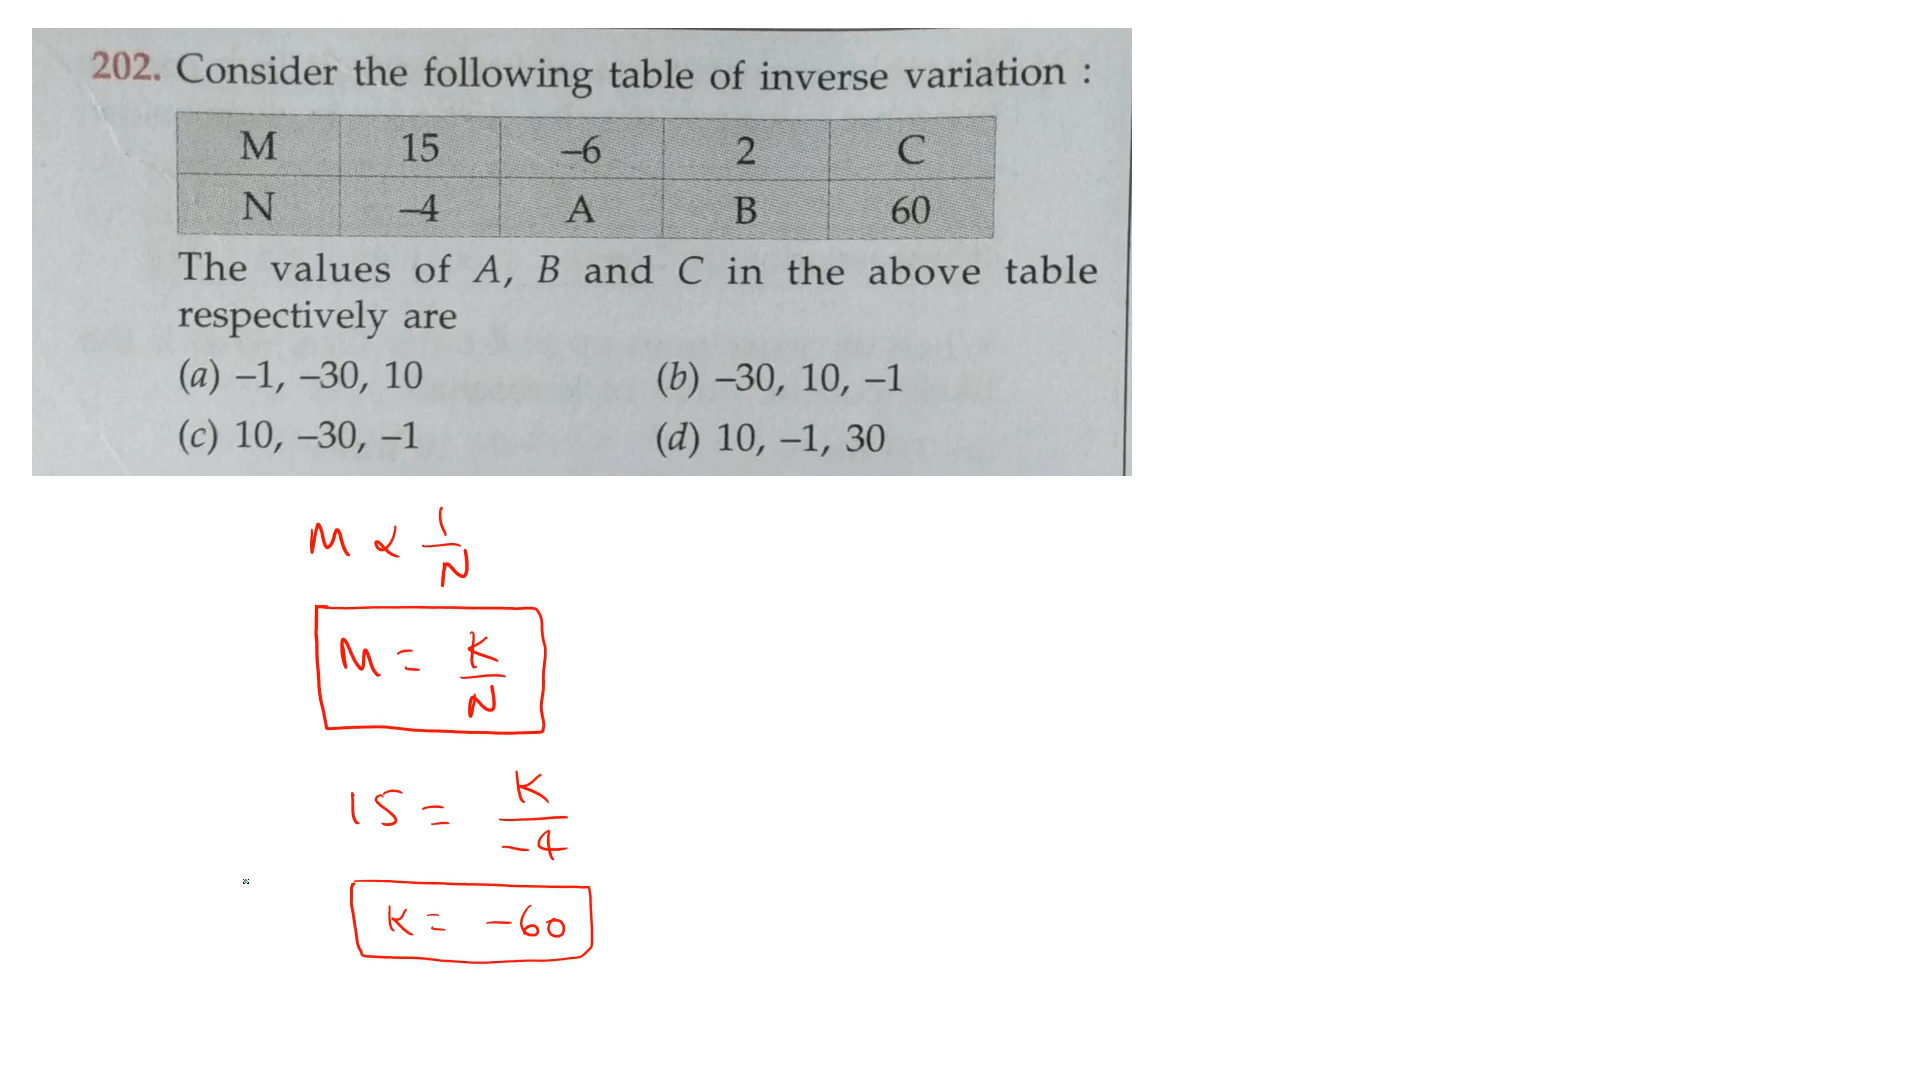 202. Consider the following table of inverse variation :
M 15 –6 2 C
N –4 A B 60
The values of A, B and C in the above table
respectively are
(a) –1, –30, 10 (b) –30, 10, –1
(c) 10, –30, –1 (d) 10, –1, 30
M ∝ 1/N
M = K/N
15 = K/-4
K = -60